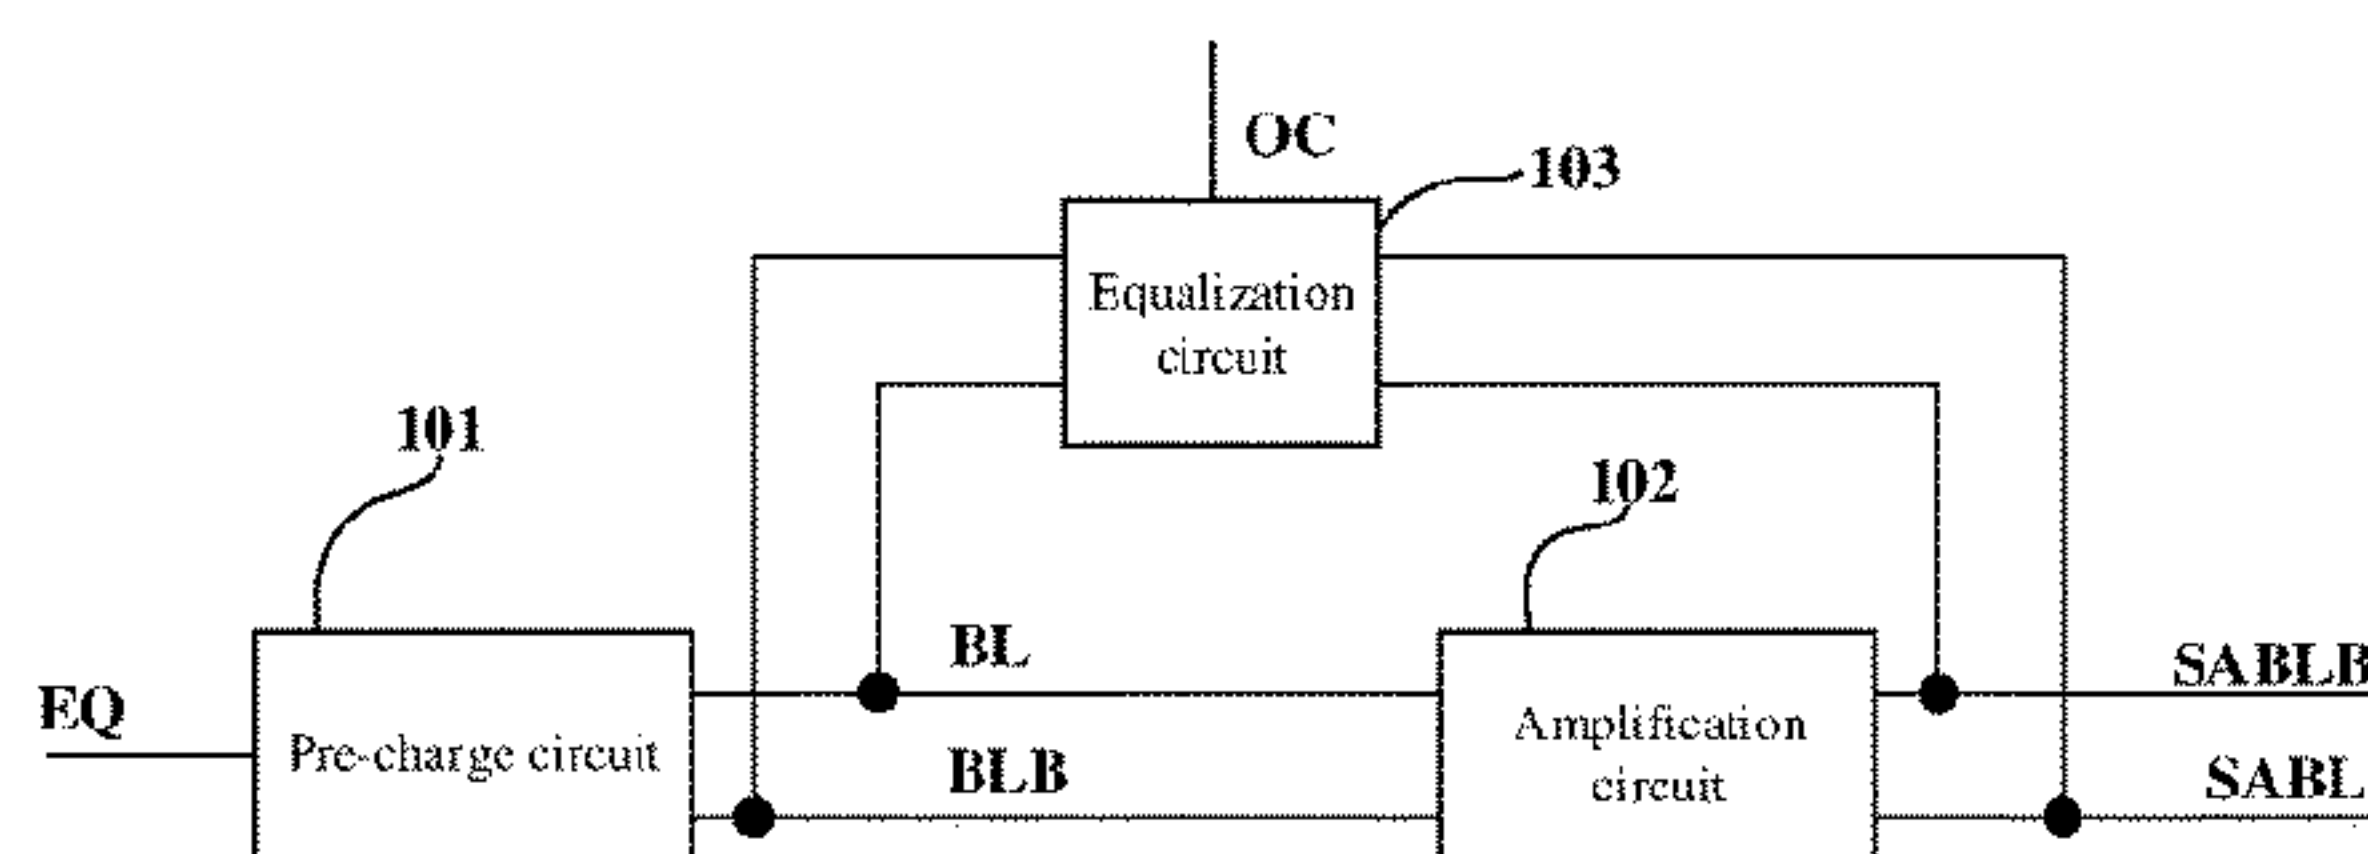 OC
103
Equalization
circuit
101
102
BL
SABLB
EQ
Pre-charge circuit
Amplification
circuit
BLB
SABL